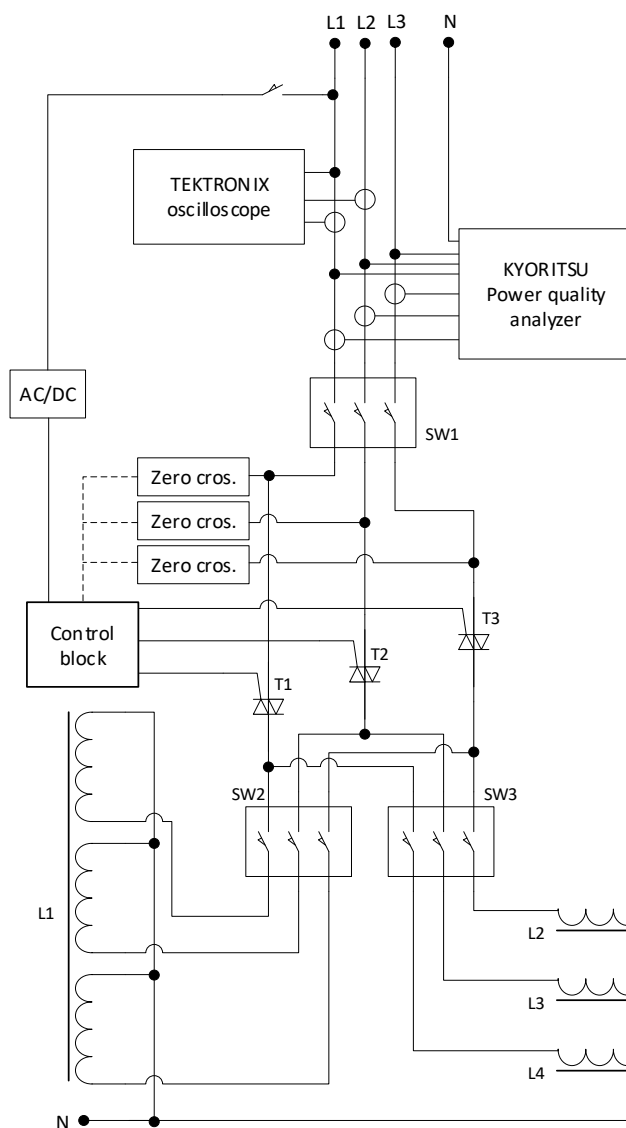 L1 L2 L3 N
TEKTRONIX
oscilloscope
KYORITSU
Power quality
analyzer
AC/DC
SW1
Zero cros.
Zero cros.
Zero cros.
Control
block
T3
T2
T1
SW2 SW3
L1
L2
L3
L4
N